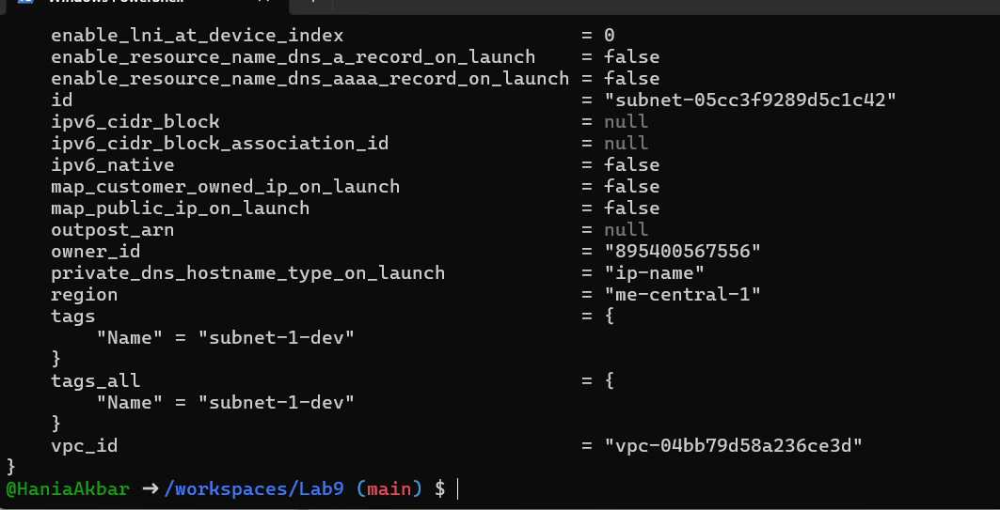 Windows PowerShell
    enable_lni_at_device_index                     = 0
    enable_resource_name_dns_a_record_on_launch    = false
    enable_resource_name_dns_aaaa_record_on_launch = false
    id                                             = "subnet-05cc3f9289d5c1c42"
    ipv6_cidr_block                                = null
    ipv6_cidr_block_association_id                 = null
    ipv6_native                                    = false
    map_customer_owned_ip_on_launch                = false
    map_public_ip_on_launch                        = false
    outpost_arn                                    = null
    owner_id                                       = "895400567556"
    private_dns_hostname_type_on_launch            = "ip-name"
    region                                         = "me-central-1"
    tags                                           = {
        "Name" = "subnet-1-dev"
    }
    tags_all                                       = {
        "Name" = "subnet-1-dev"
    }
    vpc_id                                         = "vpc-04bb79d58a236ce3d"
}
@HaniaAkbar ➜ /workspaces/Lab9 (main) $